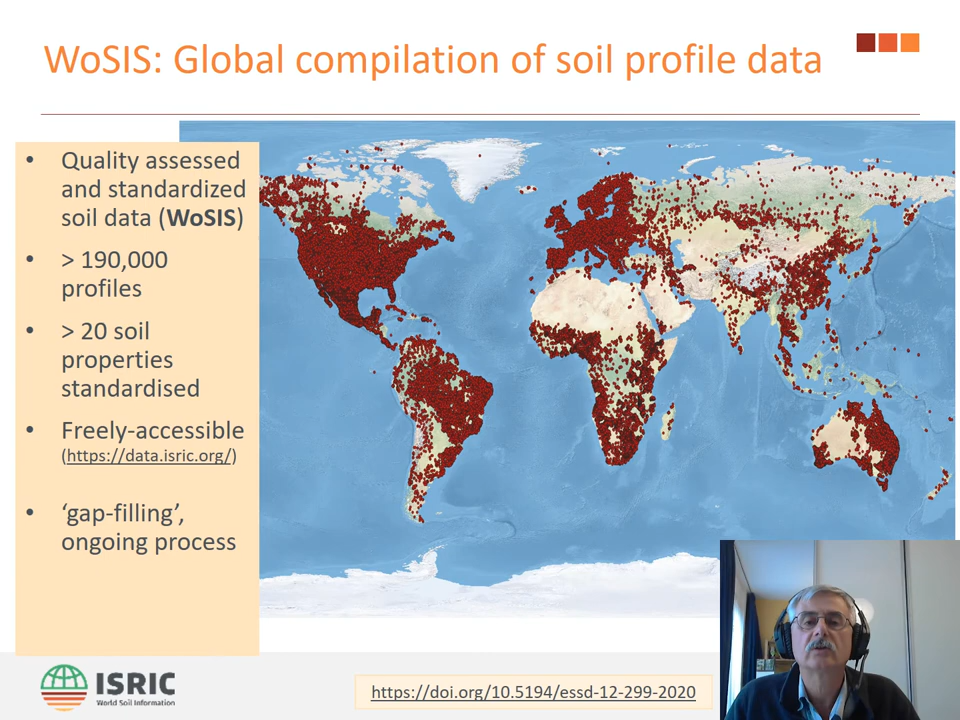 WoSIS: Global compilation of soil profile data
• Quality assessed
and standardized
soil data (WoSIS)
• > 190,000
profiles
• > 20 soil
properties
standardised
• Freely-accessible
(https://data.isric.org/)
• ‘gap-filling’,
ongoing process
ISRIC
World Soil Information
https://doi.org/10.5194/essd-12-299-2020